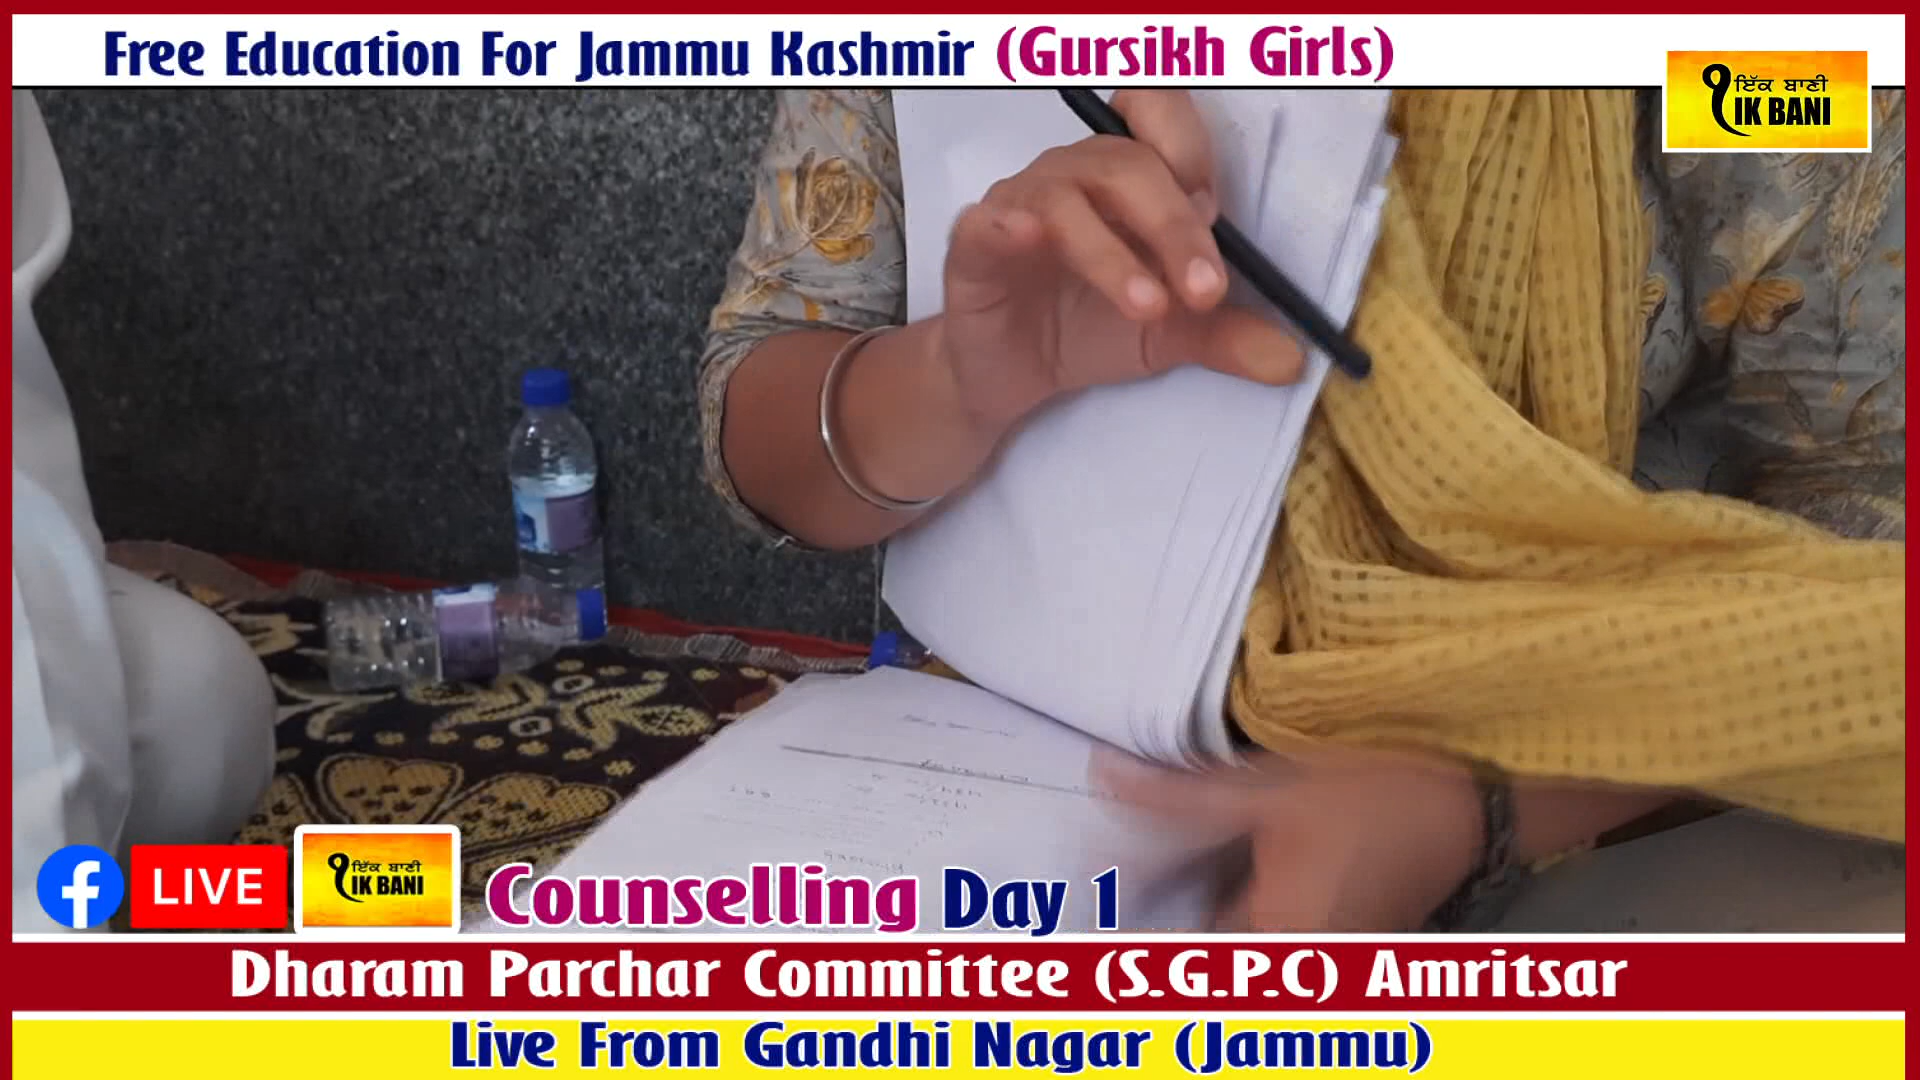 Free Education For Jammu Kashmir (Gursikh Girls)
ਇੱਕ ਬਾਣੀ
IK BANI
LIVE
ਇੱਕ ਬਾਣੀ
IK BANI
Counselling Day 1
Dharam Parchar Committee (S.G.P.C) Amritsar
Live From Gandhi Nagar (Jammu)